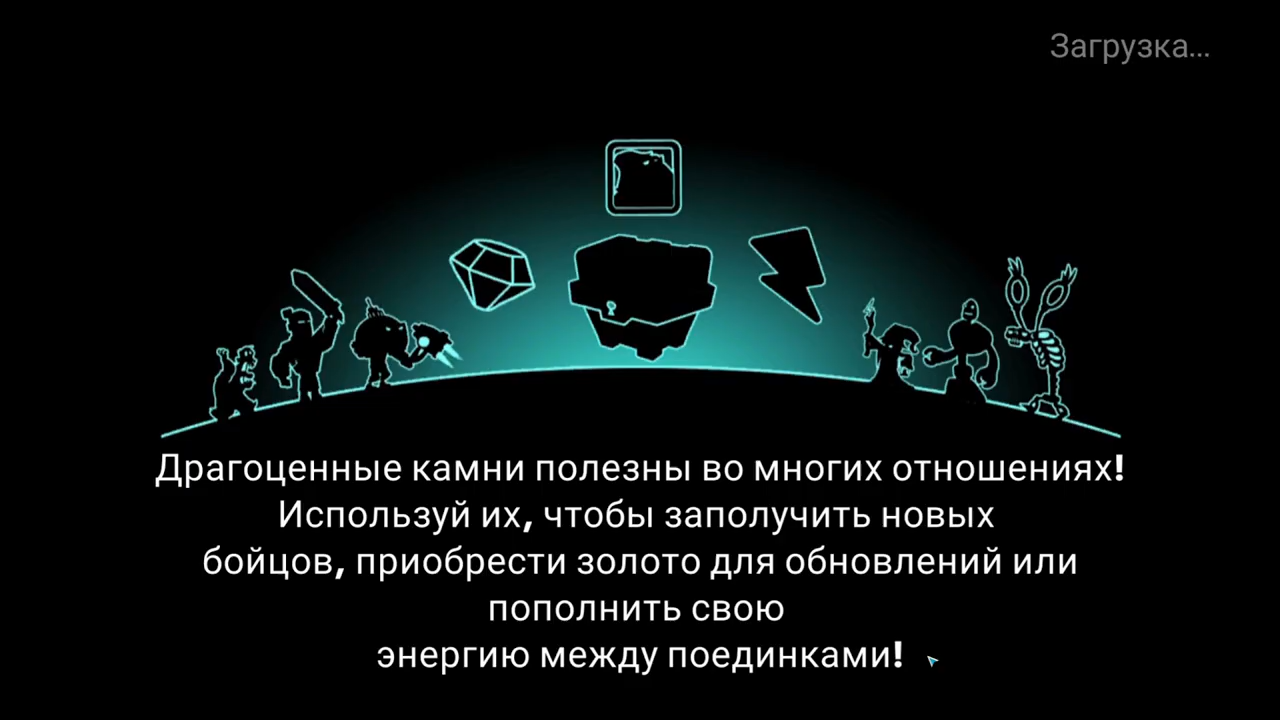 Загрузка...
Драгоценные камни полезны во многих отношениях!
Используй их, чтобы заполучить новых
бойцов, приобрести золото для обновлений или
пополнить свою
энергию между поединками!